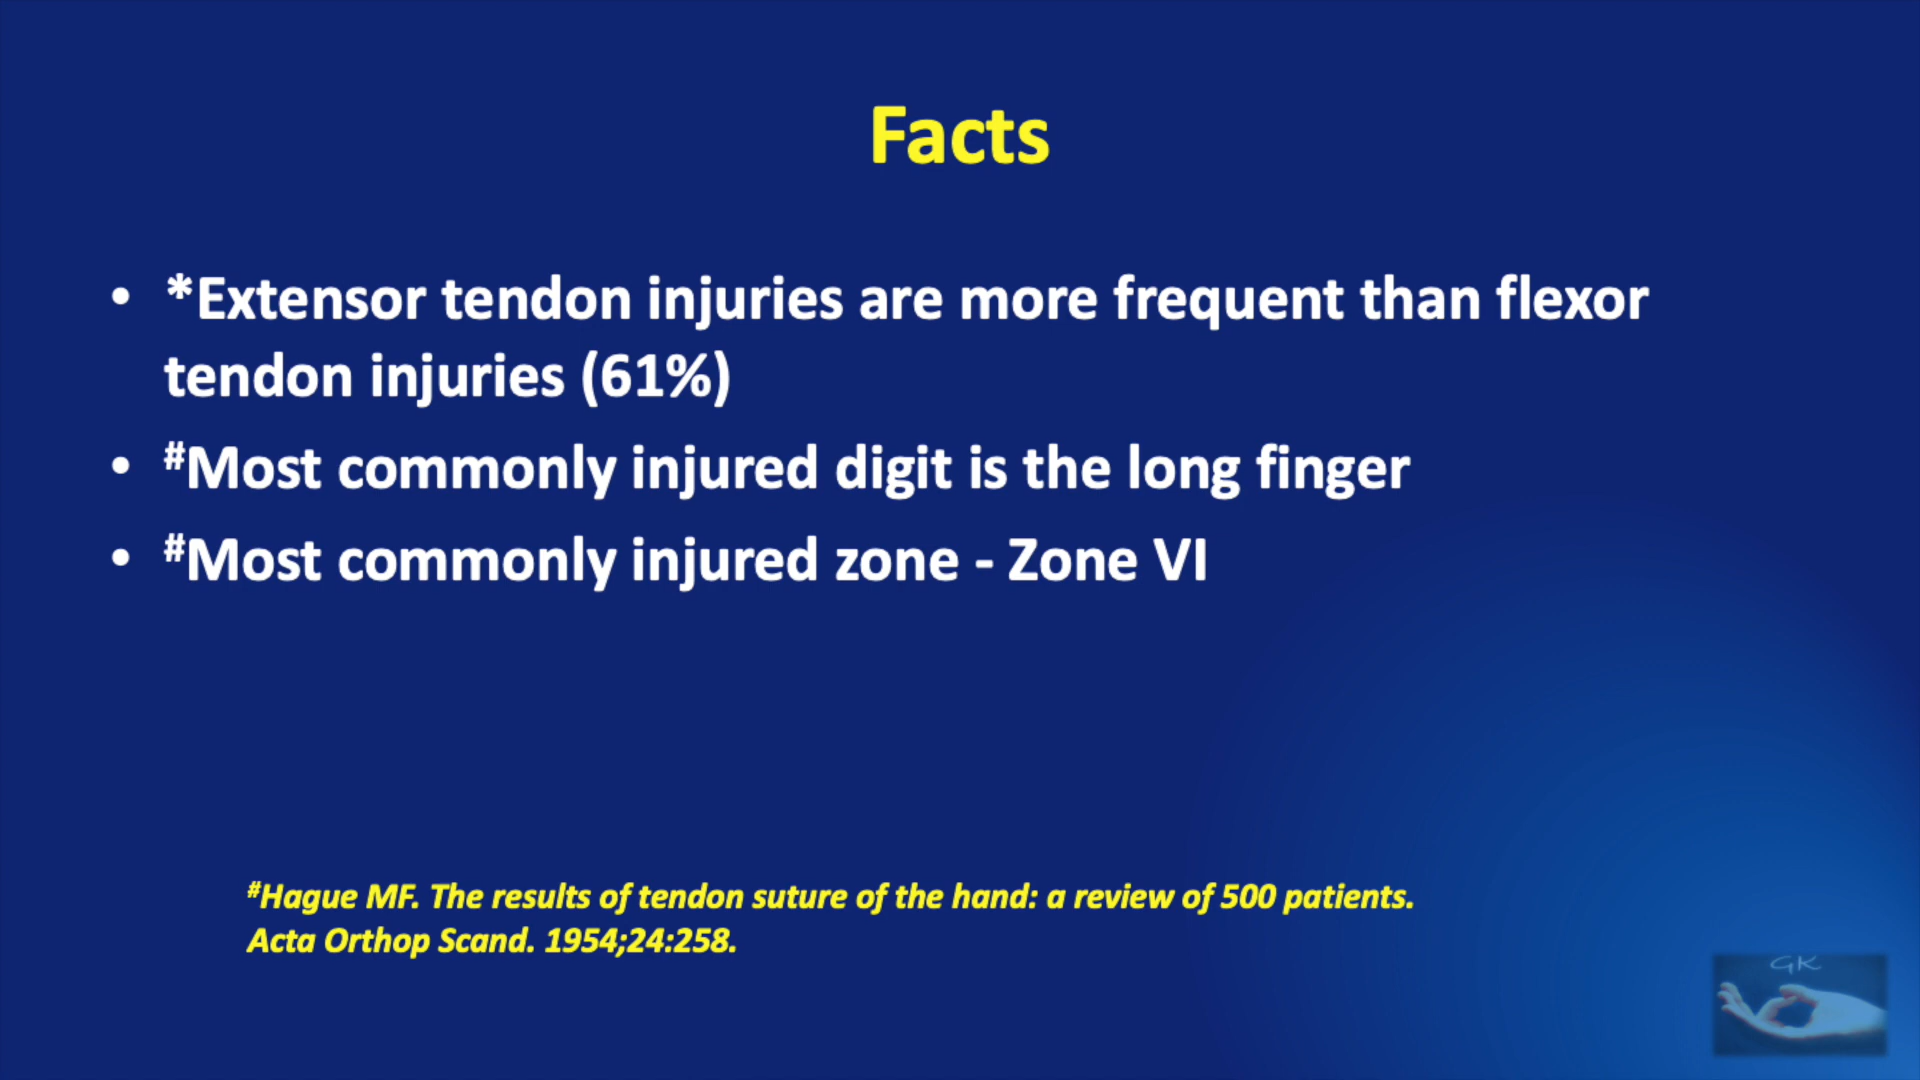 Facts
• *Extensor tendon injuries are more frequent than flexor
tendon injuries (61%)
• #Most commonly injured digit is the long finger
• #Most commonly injured zone - Zone VI
#Hague MF. The results of tendon suture of the hand: a review of 500 patients.
Acta Orthop Scand. 1954;24:258.
GK